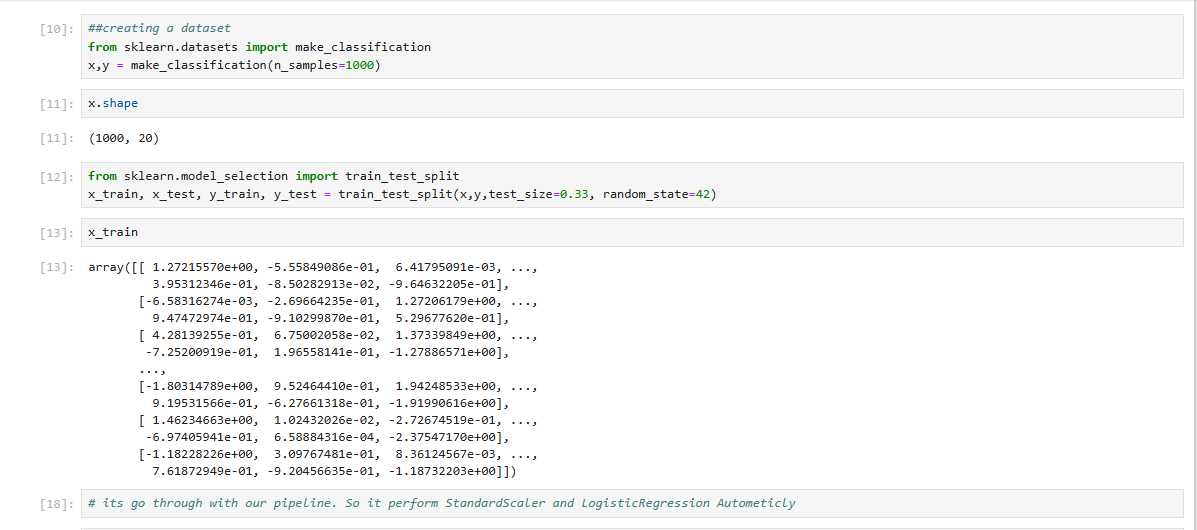 [10]: ##creating a dataset
from sklearn.datasets import make_classification
x,y = make_classification(n_samples=1000)
[11]: x.shape
[11]: (1000, 20)
[12]: from sklearn.model_selection import train_test_split
x_train, x_test, y_train, y_test = train_test_split(x,y,test_size=0.33, random_state=42)
[13]: x_train
[13]: array([[ 1.27215570e+00, -5.55849086e-01,  6.41795091e-03, ...,
3.95312346e-01, -8.50282913e-02, -9.64632205e-01],
[-6.58316274e-03, -2.69664235e-01,  1.27206179e+00, ...,
9.47472974e-01, -9.10299870e-01,  5.29677620e-01],
[ 4.28139255e-01,  6.75002058e-02,  1.37339849e+00, ...,
-7.25200919e-01,  1.96558141e-01, -1.27886571e+00],
...,
[-1.80314789e+00,  9.52464410e-01,  1.94248533e+00, ...,
9.19531566e-01, -6.27661318e-01, -1.91990616e+00],
[ 1.46234663e+00,  1.02432026e-02, -2.72674519e-01, ...,
-6.97405941e-01,  6.58884316e-04, -2.37547170e+00],
[-1.18228226e+00,  3.09767481e-01,  8.36124567e-03, ...,
7.61872949e-01, -9.20456635e-01, -1.18732203e+00]])
[18]: # its go through with our pipeline. So it perform StandardScaler and LogisticRegression Autometicly